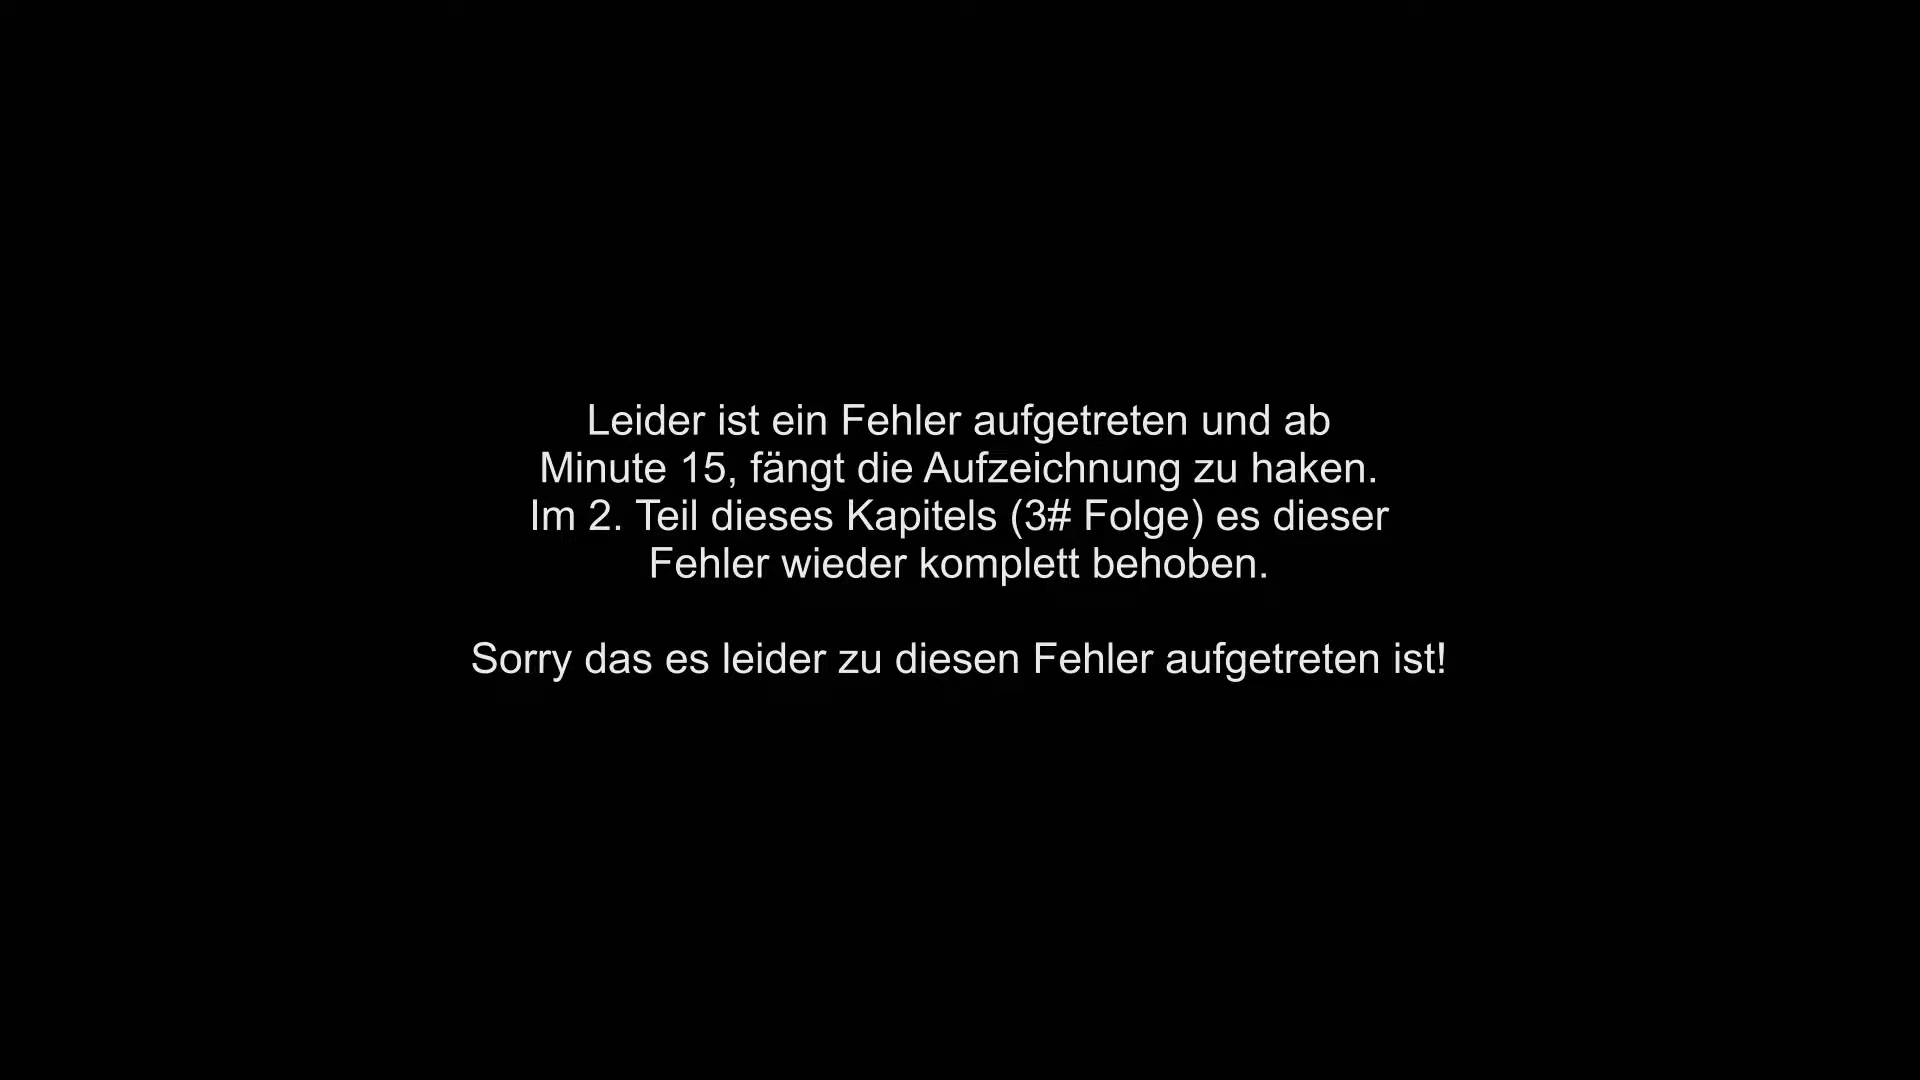 Leider ist ein Fehler aufgetreten und ab
Minute 15, fängt die Aufzeichnung zu haken.
Im 2. Teil dieses Kapitels (3# Folge) es dieser
Fehler wieder komplett behoben.
Sorry das es leider zu diesen Fehler aufgetreten ist!